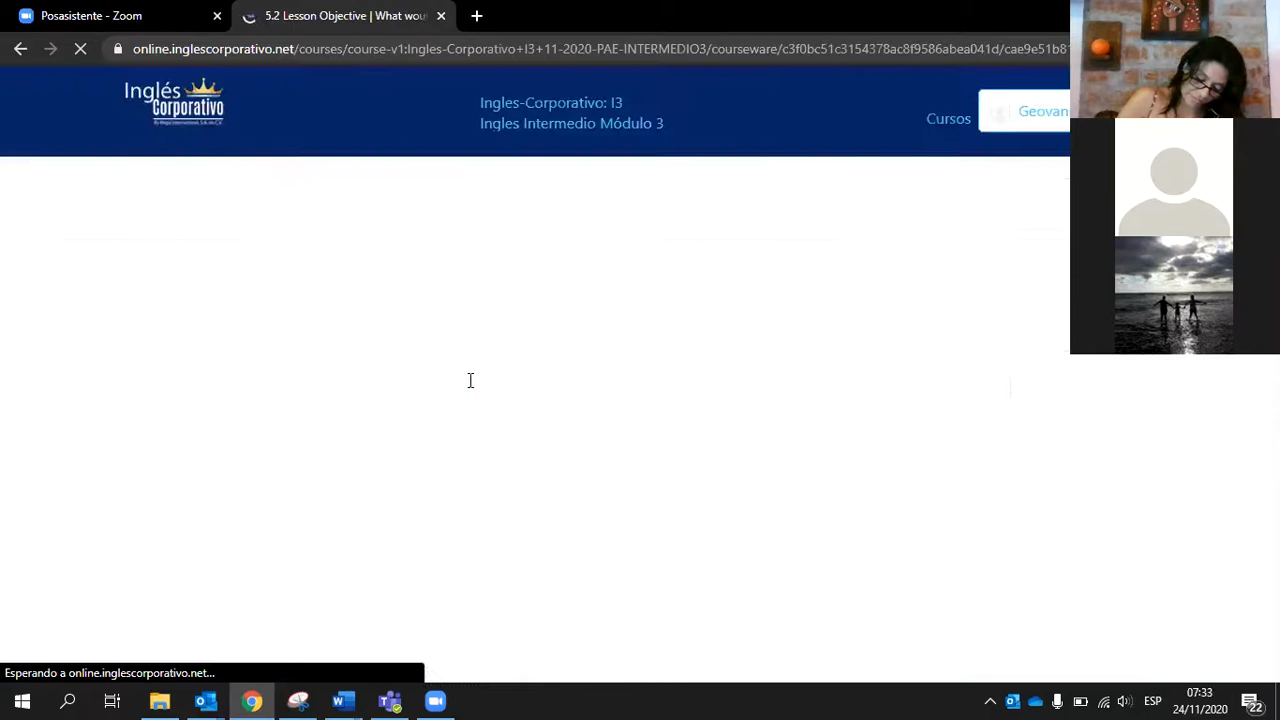 Posasistente - Zoom
5.2 Lesson Objective | What wou
online.inglescorporativo.net/courses/course-v1:Ingles-Corporativo+I3+11-2020-PAE-INTERMEDIO3/courseware/c3f0bc51c3154378ac8f9586abea041d/cae9e51b81
Inglés
Corporativo
Ingles-Corporativo: I3
Ingles Intermedio Módulo 3
Cursos
Geovan
Esperando a online.inglescorporativo.net...
ESP
07:33
24/11/2020
22